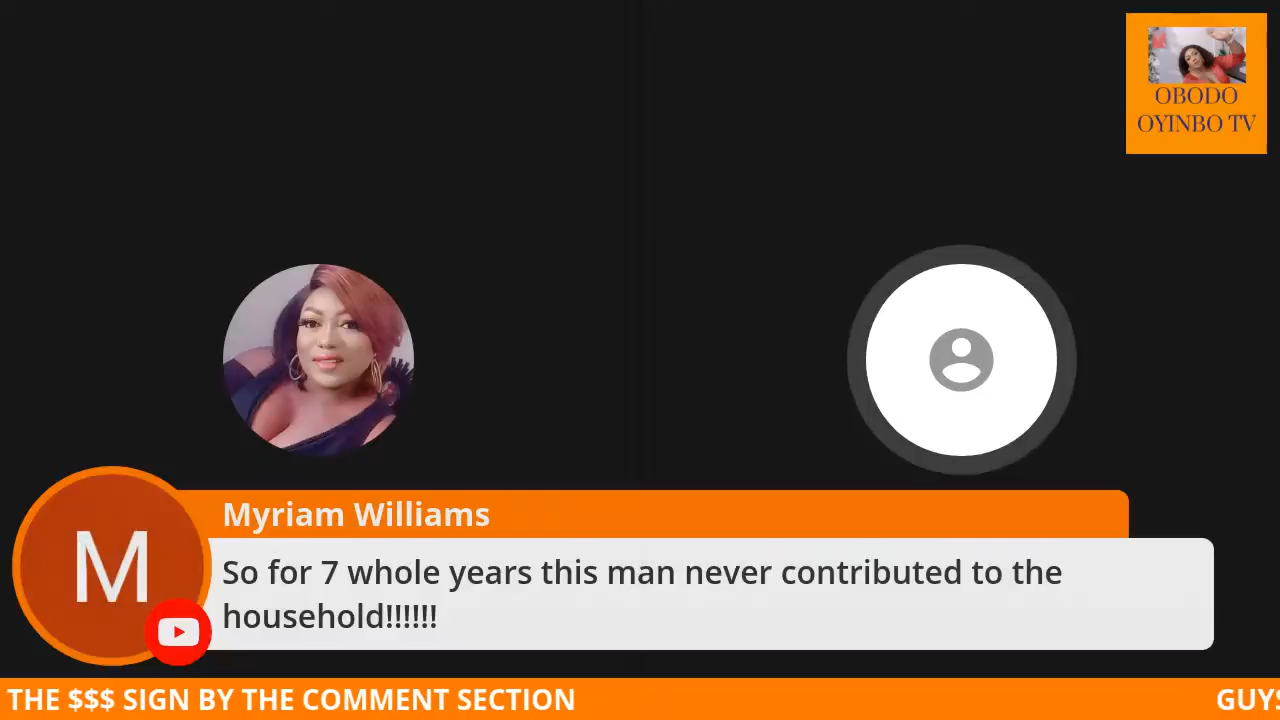 OBODO
OYINBO TV
M
Myriam Williams
So for 7 whole years this man never contributed to the
household!!!!!!
THE $$$ SIGN BY THE COMMENT SECTION GUYS